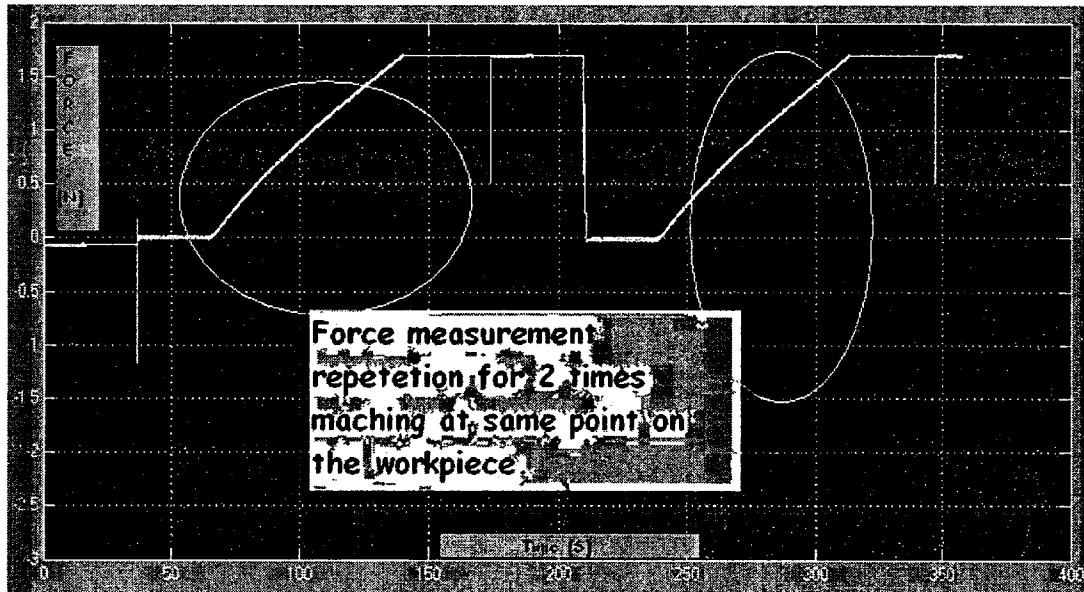 FORCE [N]
1.5
1
0.5
0
-0.5
-1
-1.5
-2
-2.5
-3
Force measurement
repetetion for 2 times
maching at same point on
the workpiece
Time [S]
0 50 100 150 200 250 300 350 400